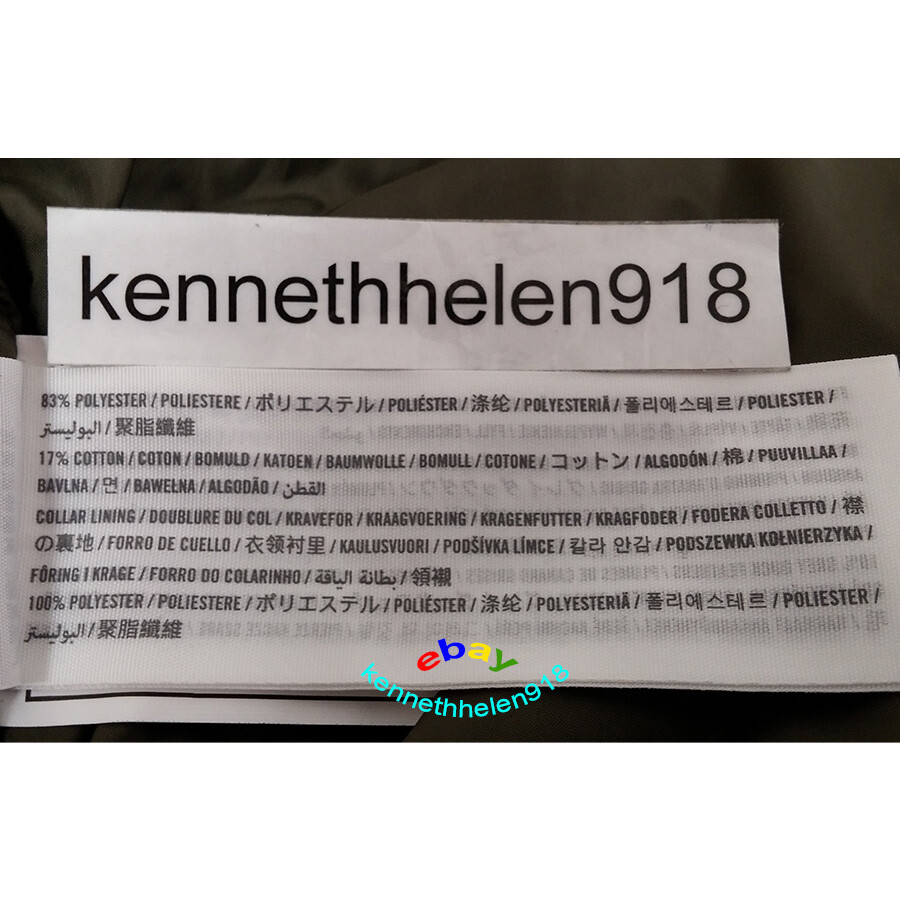 kennethhelen918
83% POLYESTER / POLIESTERE / ポリエステル / POLIÉSTER / 涤纶 / POLYESTERIÄ / 폴리에스테르 / POLIESTER /
البوليستر / 聚脂纖維
17% COTTON / COTON / BOMULD / KATOEN / BAUMWOLLE / BOMULL / COTONE / コットン / ALGODÓN / 棉 / PUUVILLAA /
BAVLNA / 면 / BAWEŁNA / ALGODÃO / القطن
COLLAR LINING / DOUBLURE DU COL / KRAVEFOR / KRAAGVOERING / KRAGENFUTTER / KRAGFODER / FODERA COLLETTO / 襟
の裏地 / FORRO DE CUELLO / 衣领衬里 / KAULUSVUORI / PODŠÍVKA LÍMCE / 칼라 안감 / PODSZEWKA KOŁNIERZYKA /
FÔRING I KRAGE / FORRO DO COLARINHO / بطانة الياقة / 領襯
100% POLYESTER / POLIESTERE / ポリエステル / POLIÉSTER / 涤纶 / POLYESTERIÄ / 폴리에스테르 / POLIESTER /
البوليستر / 聚脂纖維
ebay
kennethhelen918